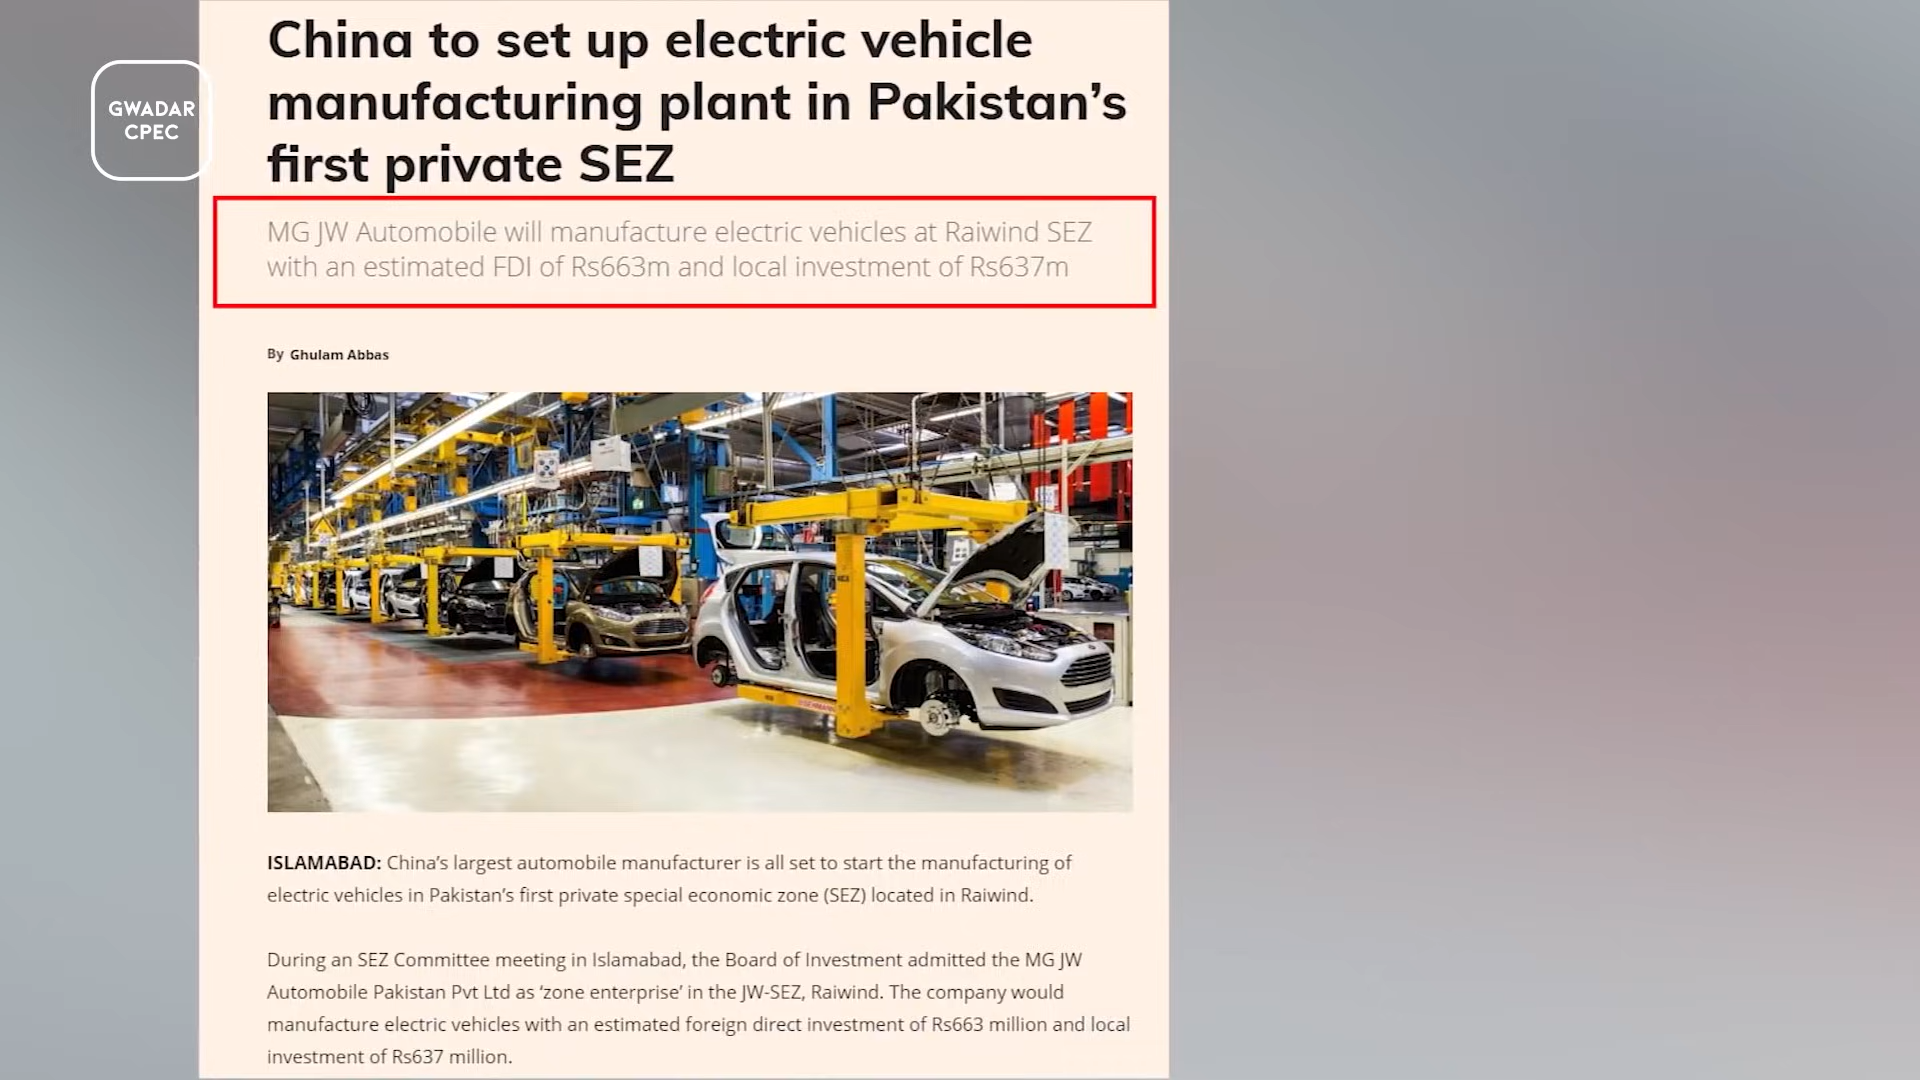 China to set up electric vehicle
manufacturing plant in Pakistan’s
first private SEZ
GWADAR
CPEC
MG JW Automobile will manufacture electric vehicles at Raiwind SEZ
with an estimated FDI of Rs663m and local investment of Rs637m
By Ghulam Abbas
ISLAMABAD: China’s largest automobile manufacturer is all set to start the manufacturing of
electric vehicles in Pakistan’s first private special economic zone (SEZ) located in Raiwind.
During an SEZ Committee meeting in Islamabad, the Board of Investment admitted the MG JW
Automobile Pakistan Pvt Ltd as ‘zone enterprise’ in the JW-SEZ, Raiwind. The company would
manufacture electric vehicles with an estimated foreign direct investment of Rs663 million and local
investment of Rs637 million.